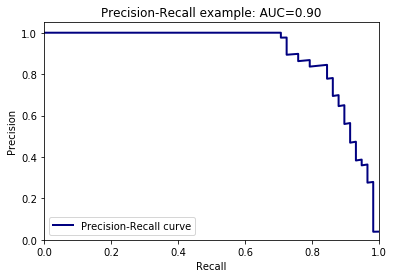 Precision-Recall example: AUC=0.90
1.0
0.8
0.6
0.4
0.2
0.0
Precision
Precision-Recall curve
0.0 0.2 0.4 0.6 0.8 1.0
Recall